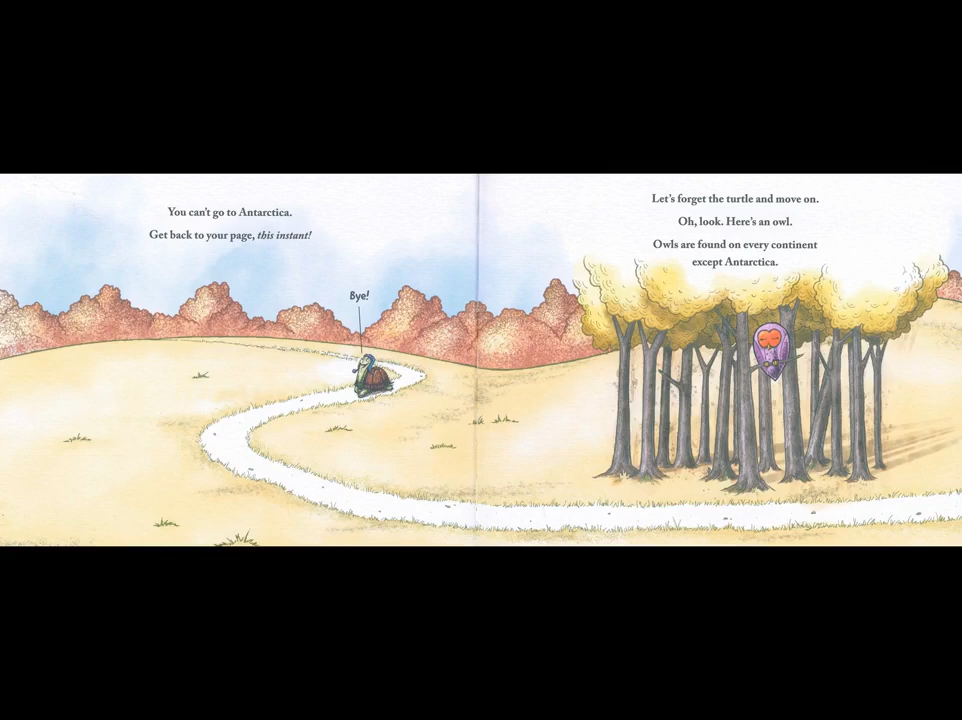 You can't go to Antarctica.
Get back to your page, this instant!
Bye!
Let's forget the turtle and move on.
Oh, look. Here's an owl.
Owls are found on every continent
except Antarctica.